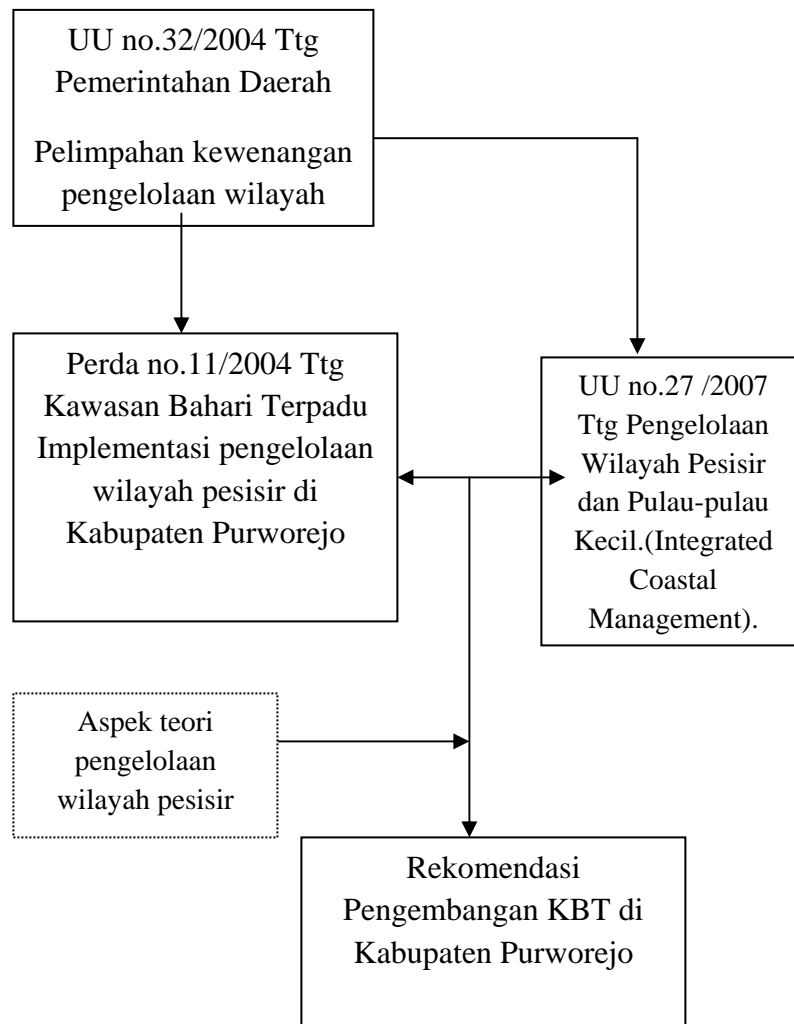 UU no.32/2004 Ttg
Pemerintahan Daerah
Pelimpahan kewenangan
pengelolaan wilayah
Perda no.11/2004 Ttg
Kawasan Bahari Terpadu
Implementasi pengelolaan
wilayah pesisir di
Kabupaten Purworejo
UU no.27 /2007
Ttg Pengelolaan
Wilayah Pesisir
dan Pulau-pulau
Kecil.(Integrated
Coastal
Management).
Aspek teori
pengelolaan
wilayah pesisir
Rekomendasi
Pengembangan KBT di
Kabupaten Purworejo